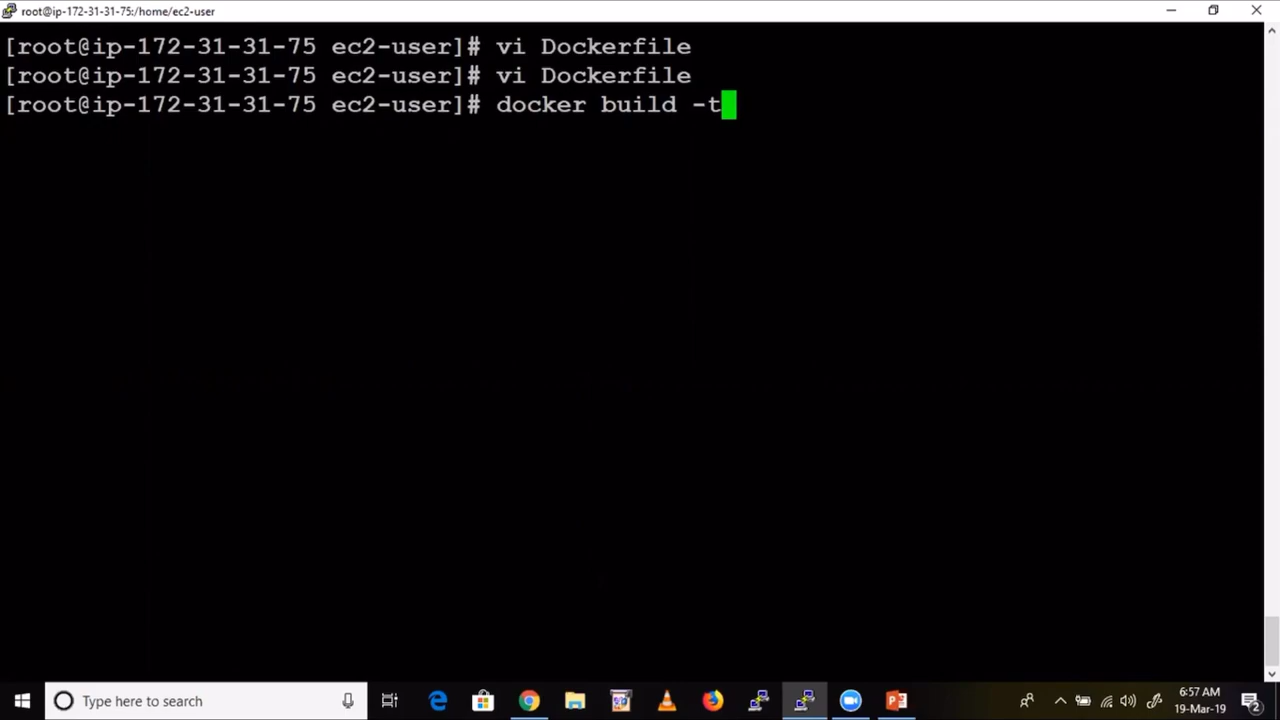 root@ip-172-31-31-75:/home/ec2-user
[root@ip-172-31-31-75 ec2-user]# vi Dockerfile
[root@ip-172-31-31-75 ec2-user]# vi Dockerfile
[root@ip-172-31-31-75 ec2-user]# docker build -t
Type here to search
6:57 AM
19-Mar-19
2